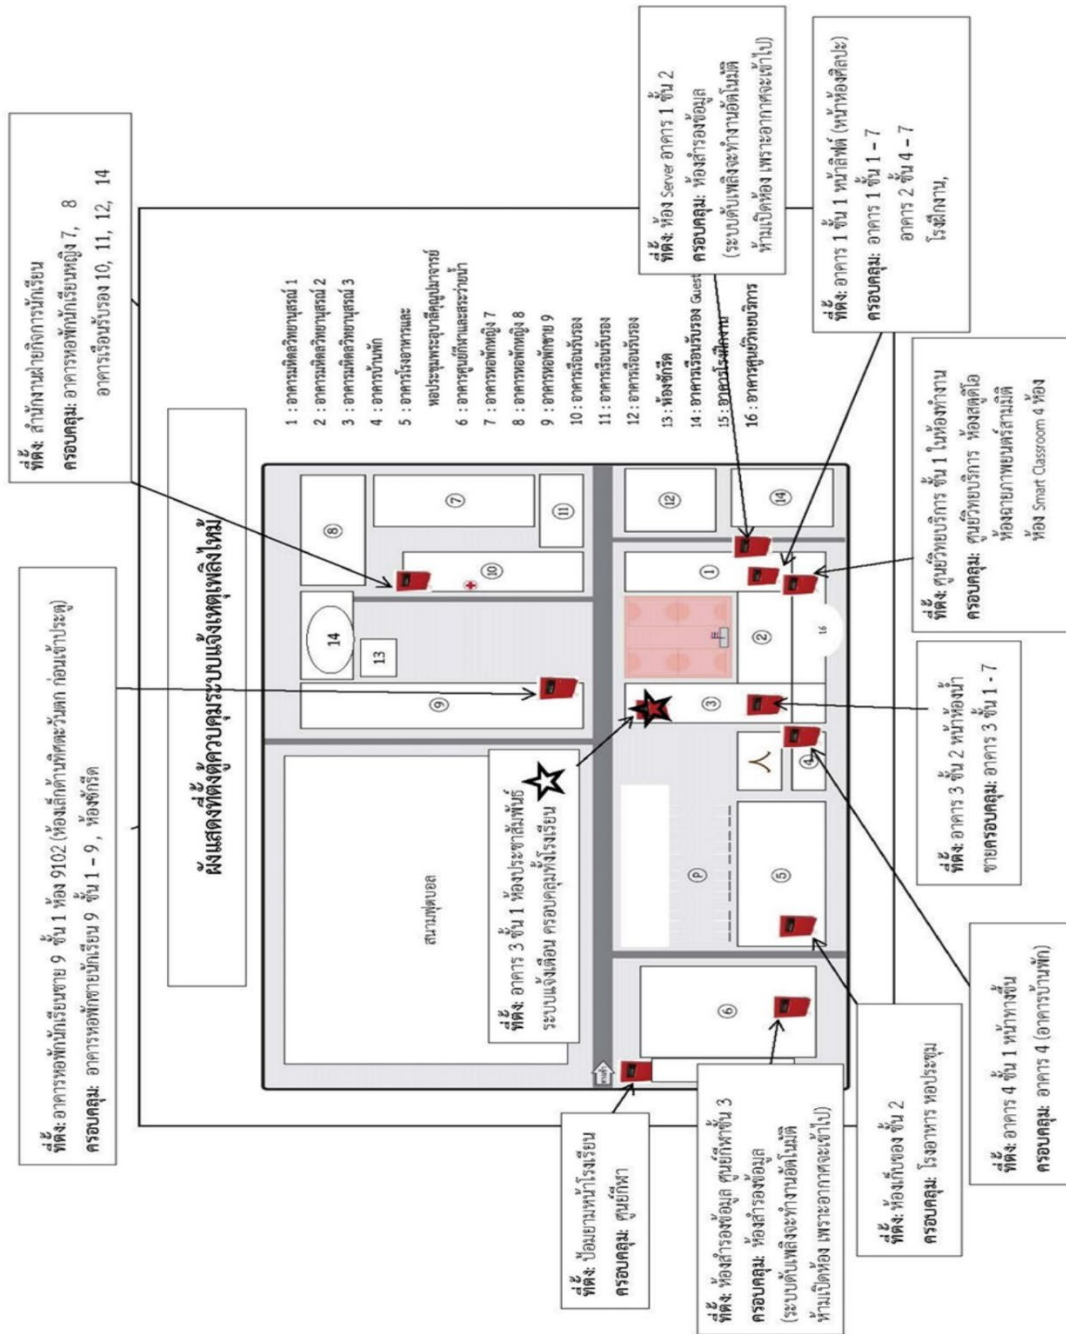 ผังแสดงที่ตั้งตู้ควบคุมระบบแจ้งเหตุเพลิงไหม้
ที่ตั้ง: อาคารหอพักนักเรียนชาย 9 ชั้น 1 ห้อง 9102 (ห้องเล็กด้านทิศตะวันตก ก่อนเข้าประตู)
ครอบคลุม: อาคารหอพักชายนักเรียน 9 ชั้น 1 – 9, ห้องซักรีด
ที่ตั้ง: สำนักงานฝ่ายกิจการนักเรียน
ครอบคลุม: อาคารหอพักนักเรียนหญิง 7, 8
อาคารเรือนรับรอง 10, 11, 12, 14
สนามฟุตบอล
9
14
13
8
7
10
11
ที่ตั้ง: อาคาร 3 ชั้น 1 ห้องประชาสัมพันธ์
ระบบแจ้งเตือน ครอบคลุมทั้งโรงเรียน
6
P
5
4
3
2
1
16
12
14
1 : อาคารมหิดลวิทยานุสรณ์ 1
2 : อาคารมหิดลวิทยานุสรณ์ 2
3 : อาคารมหิดลวิทยานุสรณ์ 3
4 : อาคารบ้านพัก
5 : อาคารโรงอาหารและ
หอประชุมพระอุบาลีคุณูปมาจารย์
6 : อาคารศูนย์กีฬาและสระว่ายน้ำ
7 : อาคารหอพักหญิง 7
8 : อาคารหอพักหญิง 8
9 : อาคารหอพักชาย 9
10 : อาคารเรือนรับรอง
11 : อาคารเรือนรับรอง
12 : อาคารเรือนรับรอง
13: ห้องซักรีด
14 : อาคารเรือนรับรอง Guest
15 : อาคารโรงฝึกงาน
16 : อาคารศูนย์วิทยบริการ
ที่ตั้ง: ป้อมยามหน้าโรงเรียน
ครอบคลุม: ศูนย์กีฬา
ที่ตั้ง: ห้องสำรองข้อมูล ศูนย์กีฬาชั้น 3
ครอบคลุม: ห้องสำรองข้อมูล
(ระบบดับเพลิงจะทำงานอัตโนมัติ
ห้ามเปิดห้อง เพราะอากาศจะเข้าไป)
ที่ตั้ง: ห้องเก็บของ ชั้น 2
ครอบคลุม: โรงอาหาร หอประชุม
ที่ตั้ง: อาคาร 4 ชั้น 1 หน้าทางขึ้น
ครอบคลุม: อาคาร 4 (อาคารบ้านพัก)
ที่ตั้ง: อาคาร 3 ชั้น 2 หน้าห้องน้ำ
ชายครอบคลุม: อาคาร 3 ชั้น 1 - 7
ที่ตั้ง: ศูนย์วิทยบริการ ชั้น 1 ในห้องทำงาน
ครอบคลุม: ศูนย์วิทยบริการ ห้องสตูดิโอ
ห้องฉายภาพยนตร์สามมิติ
ห้อง Smart Classroom 4 ห้อง
ที่ตั้ง: ห้อง Server อาคาร 1 ชั้น 2
ครอบคลุม: ห้องสำรองข้อมูล
(ระบบดับเพลิงจะทำงานอัตโนมัติ
ห้ามเปิดห้อง เพราะอากาศจะเข้าไป)
ที่ตั้ง: อาคาร 1 ชั้น 1 หน้าลิฟต์ (หน้าห้องศิลปะ)
ครอบคลุม: อาคาร 1 ชั้น 1 – 7
อาคาร 2 ชั้น 4 – 7
โรงฝึกงาน,